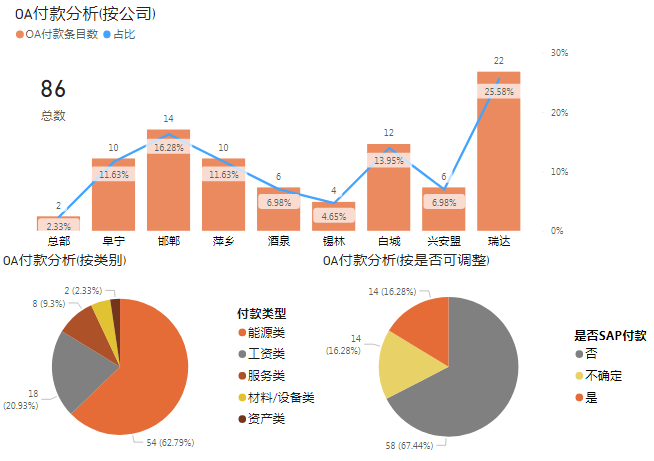 OA付款分析(按公司)
OA付款条目数 占比
86
总数
30%
20%
10%
0%
2
10
14
10
6
4
12
6
22
2.33%
11.63%
16.28%
11.63%
6.98%
4.65%
13.95%
6.98%
25.58%
总部 阜宁 邯郸 萍乡 酒泉 锡林 白城 兴安盟 瑞达
OA付款分析(按类别)
2 (2.33%)
8 (9.3%)
18
(20.93%)
54 (62.79%)
付款类型
能源类
工资类
服务类
材料/设备类
资产类
OA付款分析(按是否可调整)
14 (16.28%)
14
(16.28%)
58 (67.44%)
是否SAP付款
否
不确定
是